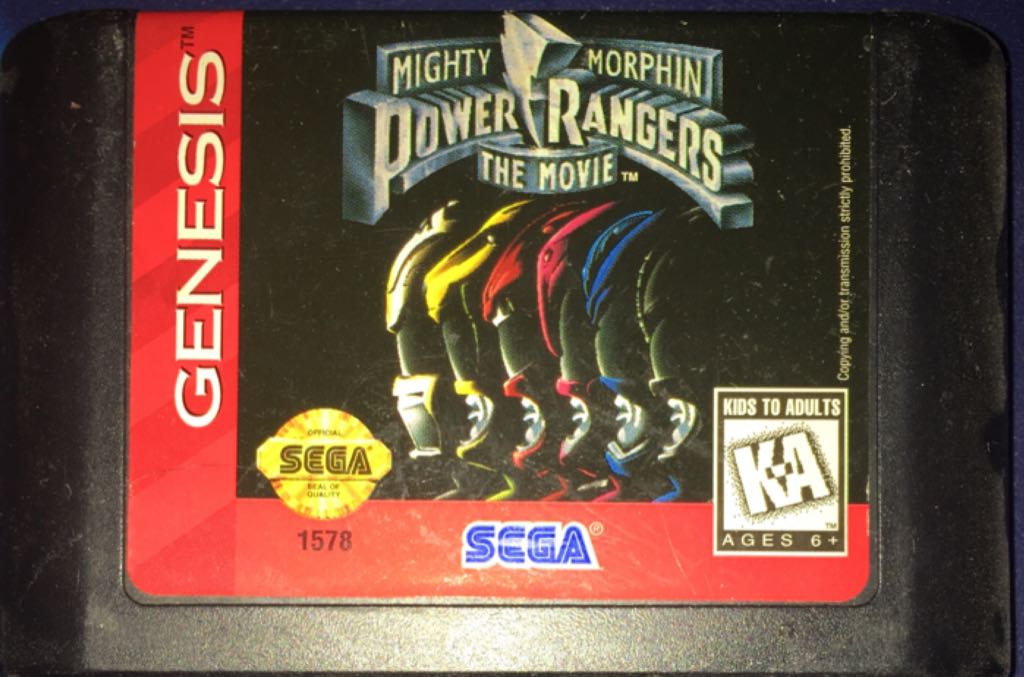 GENESIS™
MIGHTY MORPHIN
POWER RANGERS
THE MOVIE™
Copying and/or transmission strictly prohibited.
OFFICIAL
SEGA
SEAL OF
QUALITY
1578
SEGA®
KIDS TO ADULTS
K-A
™
AGES 6+